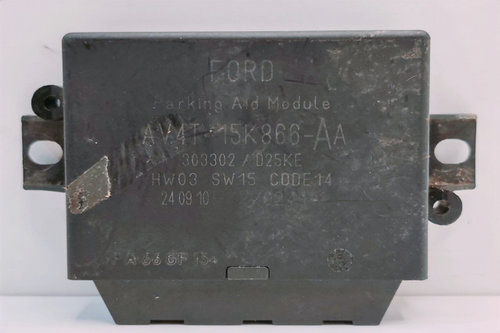 FORD
Parking Aid Module
AV4T-15K866-AA
303302 / D25KE
HW03 SW15 CODE14
24 09 10